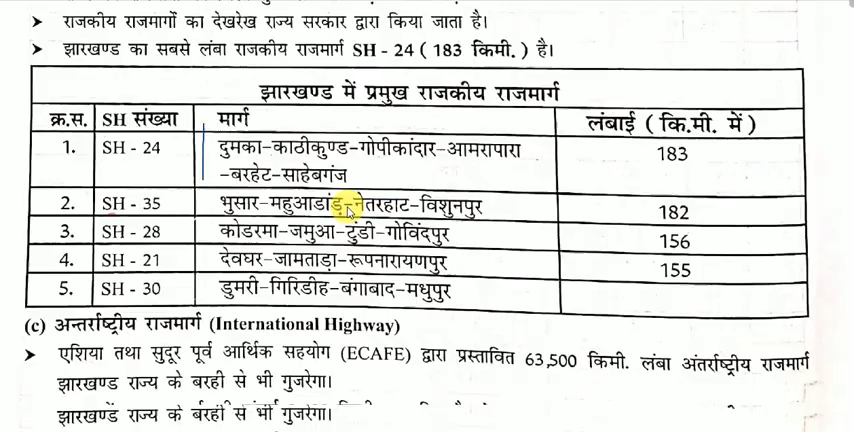 ➤ राजकीय राजमार्गों का देखरेख राज्य सरकार द्वारा किया जाता है।
➤ झारखण्ड का सबसे लंबा राजकीय राजमार्ग SH - 24 ( 183 किमी. ) है।
झारखण्ड में प्रमुख राजकीय राजमार्ग
क्र.स. SH संख्या मार्ग लंबाई ( कि.मी. में )
1. SH - 24 दुमका-काठीकुण्ड-गोपीकांदार-आमरापारा 183
-बरहेट-साहेबगंज
2. SH - 35 भुसार-महुआडांड़-नेतरहाट-विशुनपुर 182
3. SH - 28 कोडरमा-जमुआ-टुंडी-गोविंदपुर 156
4. SH - 21 देवघर-जामताड़ा-रूपनारायणपुर 155
5. SH - 30 डुमरी-गिरिडीह-बंगाबाद-मधुपुर
(c) अन्तर्राष्ट्रीय राजमार्ग (International Highway)
➤ एशिया तथा सुदूर पूर्व आर्थिक सहयोग (ECAFE) द्वारा प्रस्तावित 63,500 किमी. लंबा अंतर्राष्ट्रीय राजमार्ग
झारखण्ड राज्य के बरही से भी गुजरेगा।
झारखण्ड राज्य के बरही से भी गुजरेगा।